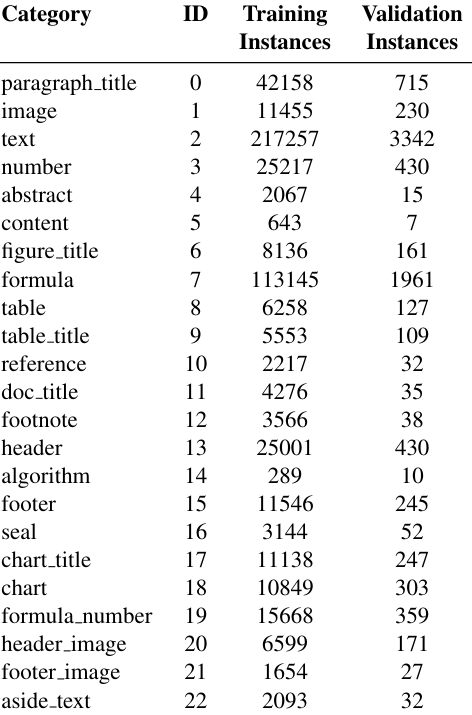 Category ID Training Validation
Instances Instances
paragraph_title 0 42158 715
image 1 11455 230
text 2 217257 3342
number 3 25217 430
abstract 4 2067 15
content 5 643 7
figure_title 6 8136 161
formula 7 113145 1961
table 8 6258 127
table_title 9 5553 109
reference 10 2217 32
doc_title 11 4276 35
footnote 12 3566 38
header 13 25001 430
algorithm 14 289 10
footer 15 11546 245
seal 16 3144 52
chart_title 17 11138 247
chart 18 10849 303
formula_number 19 15668 359
header_image 20 6599 171
footer_image 21 1654 27
aside_text 22 2093 32